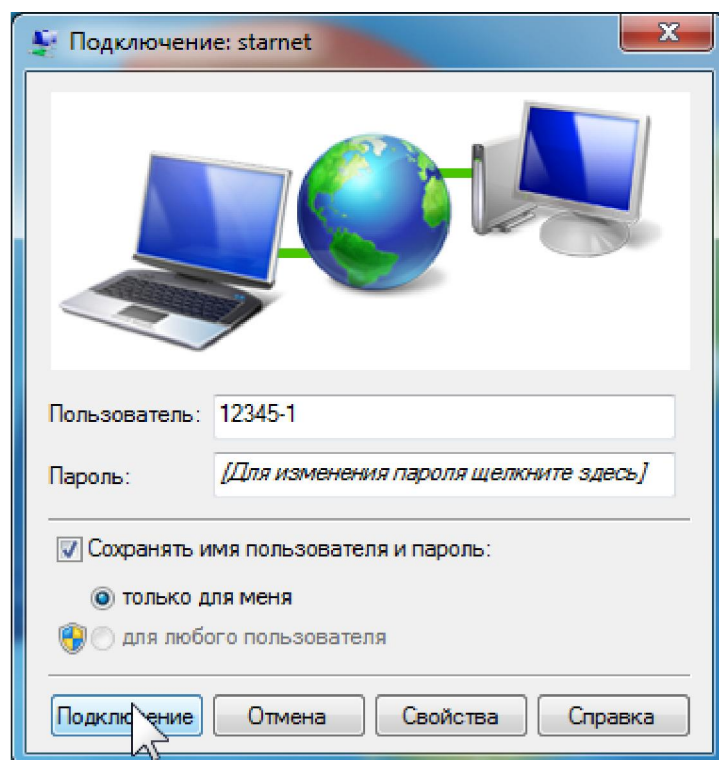 Подключение: starnet
Пользователь: 12345-1
Пароль: [Для изменения пароля щелкните здесь]
Сохранять имя пользователя и пароль:
только для меня
для любого пользователя
Подключение Отмена Свойства Справка